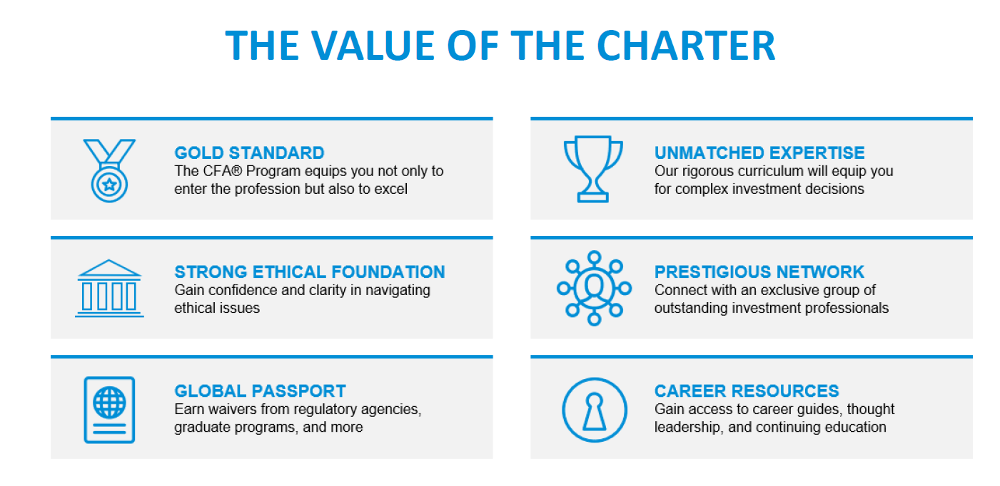 THE VALUE OF THE CHARTER
GOLD STANDARD
The CFA® Program equips you not only to
enter the profession but also to excel
UNMATCHED EXPERTISE
Our rigorous curriculum will equip you
for complex investment decisions
STRONG ETHICAL FOUNDATION
Gain confidence and clarity in navigating
ethical issues
PRESTIGIOUS NETWORK
Connect with an exclusive group of
outstanding investment professionals
GLOBAL PASSPORT
Earn waivers from regulatory agencies,
graduate programs, and more
CAREER RESOURCES
Gain access to career guides, thought
leadership, and continuing education